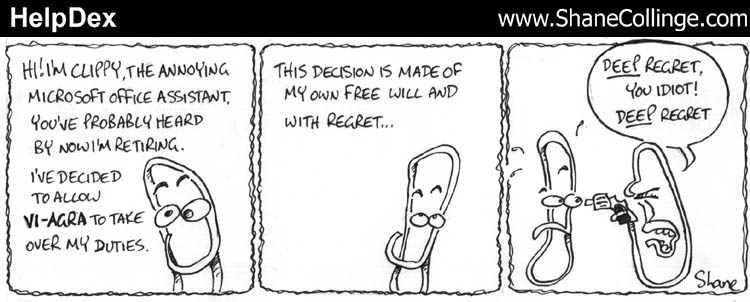 HelpDex
www.ShaneCollinge.com
HI! I'M CLIPPY, THE ANNOYING
MICROSOFT OFFICE ASSISTANT.
YOU'VE PROBABLY HEARD
BY NOW I'M RETIRING.
I'VE DECIDED
TO ALLOW
VI-AGRA TO TAKE
OVER MY DUTIES.
THIS DECISION IS MADE OF
MY OWN FREE WILL AND
WITH REGRET...
DEEP REGRET,
YOU IDIOT!
DEEP REGRET
Shane